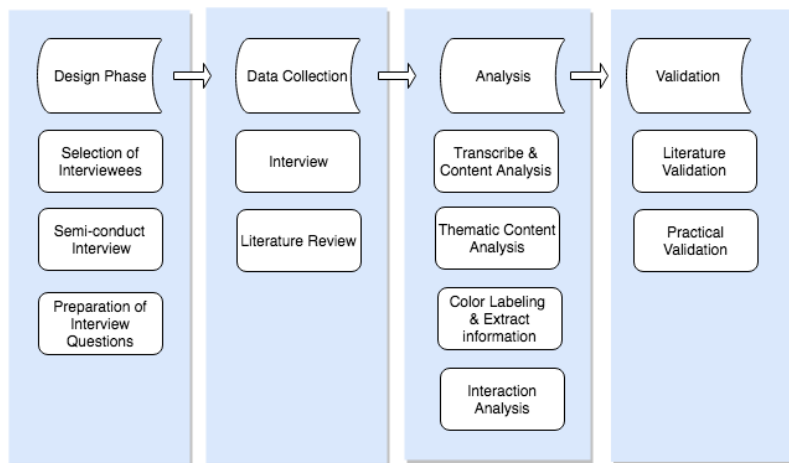 Design Phase
Selection of
Interviewees
Semi-conduct
Interview
Preparation of
Interview
Questions
Data Collection
Interview
Literature Review
Analysis
Transcribe &
Content Analysis
Thematic Content
Analysis
Color Labeling
& Extract
information
Interaction
Analysis
Validation
Literature
Validation
Practical
Validation